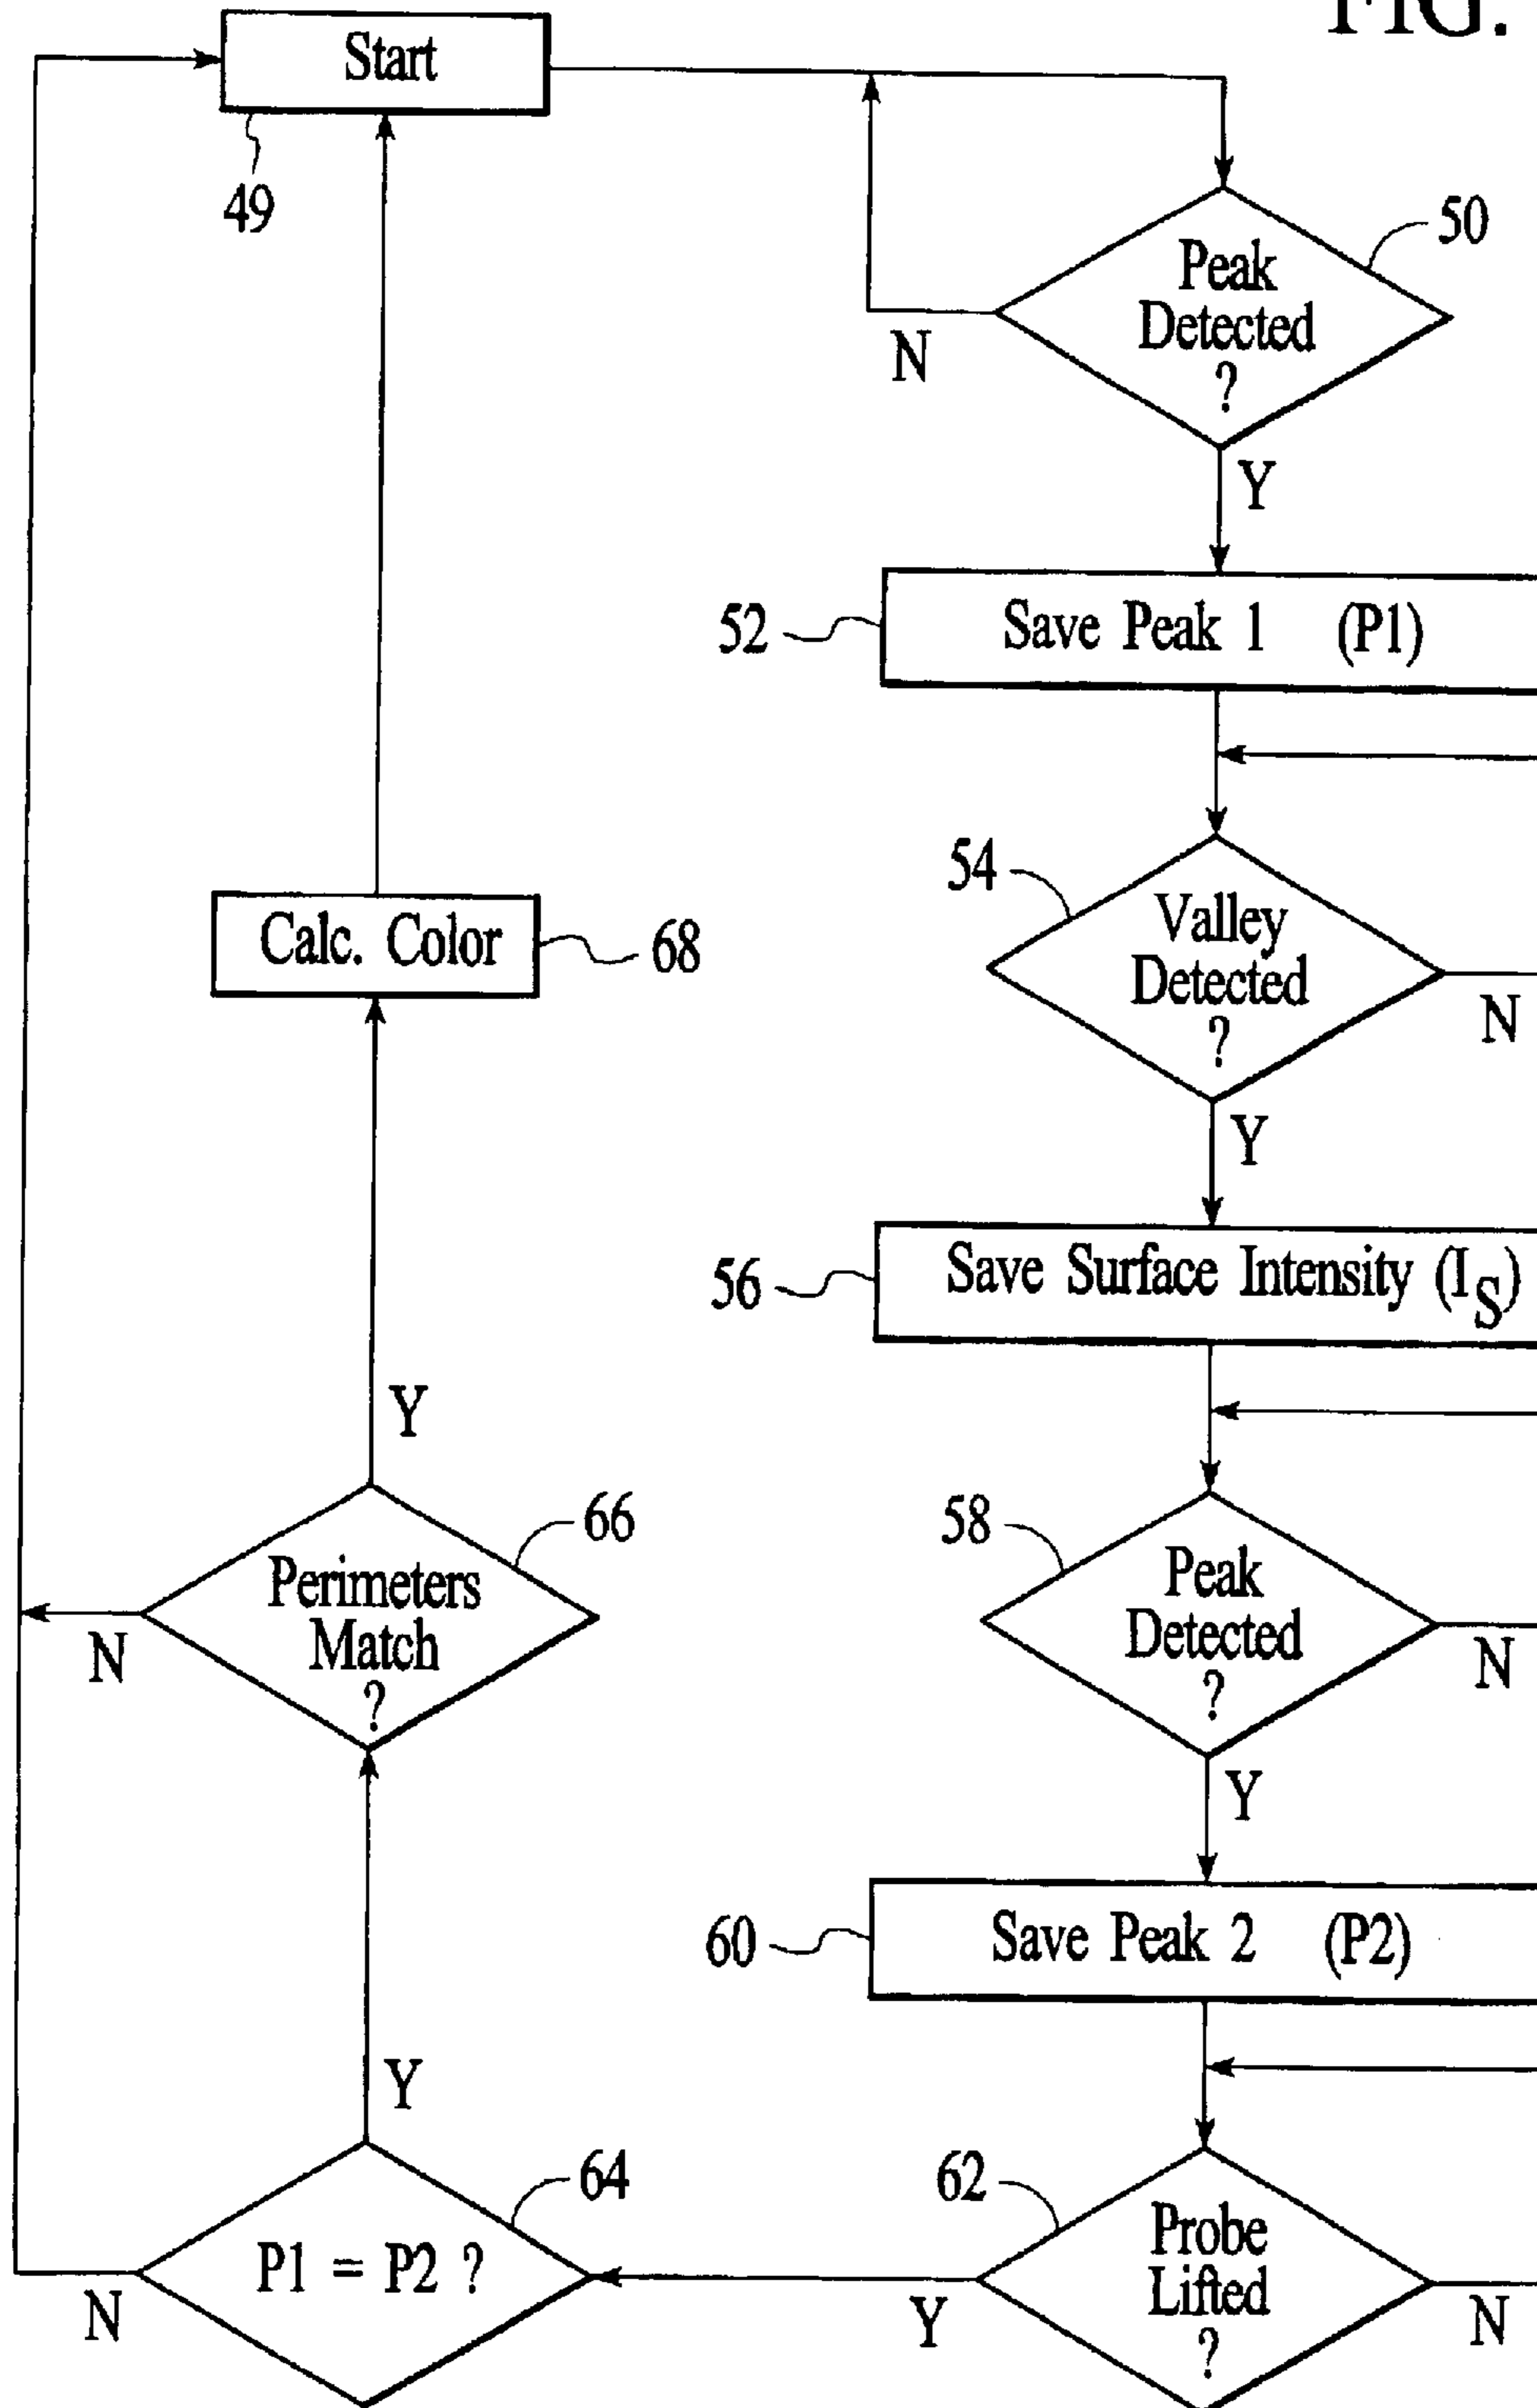 FIG.
Start
49
50
Peak
Detected
?
N
Y
52
Save Peak 1 (P1)
54
Valley
Detected
?
N
Y
Calc. Color
68
56
Save Surface Intensity (IS)
Y
66
Perimeters
Match
?
N
58
Peak
Detected
?
N
Y
60
Save Peak 2 (P2)
Y
64
P1 = P2 ?
N
62
Probe
Lifted
?
Y
N